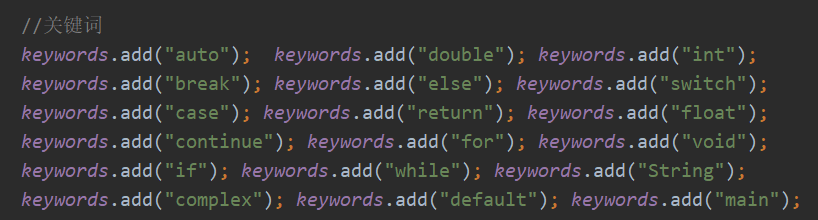 //关键词
keywords.add("auto");  keywords.add("double"); keywords.add("int");
keywords.add("break"); keywords.add("else"); keywords.add("switch");
keywords.add("case"); keywords.add("return"); keywords.add("float");
keywords.add("continue"); keywords.add("for"); keywords.add("void");
keywords.add("if"); keywords.add("while"); keywords.add("String");
keywords.add("complex"); keywords.add("default"); keywords.add("main");